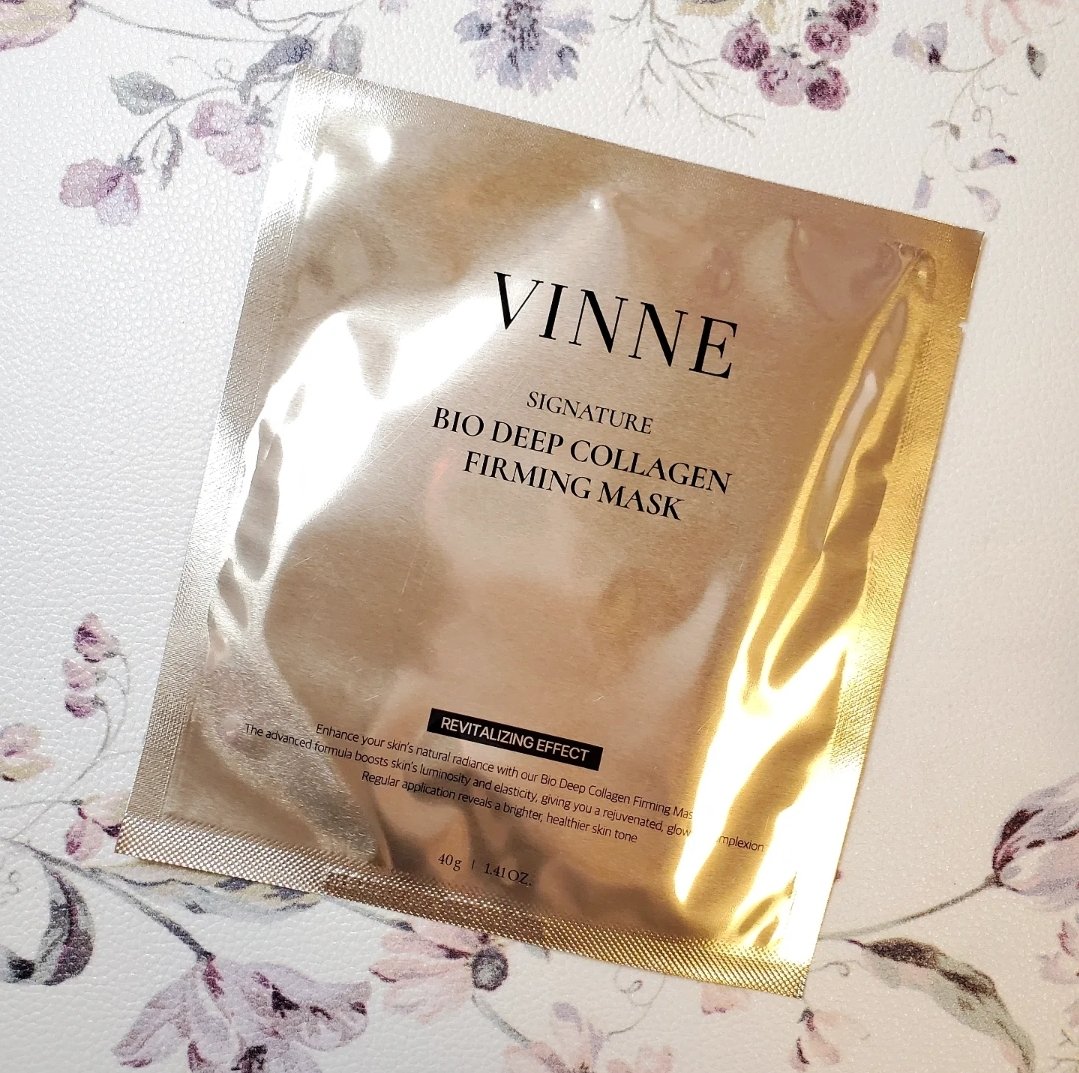 VINNE
SIGNATURE
BIO DEEP COLLAGEN
FIRMING MASK
REVITALIZING EFFECT
Enhance your skin's natural radiance with our Bio Deep Collagen Firming
The advanced formula boosts skin's luminosity and elasticity, giving you a rejuvenated,
Regular application reveals a brighter, healthier skin tone
40g | 1.41OZ.